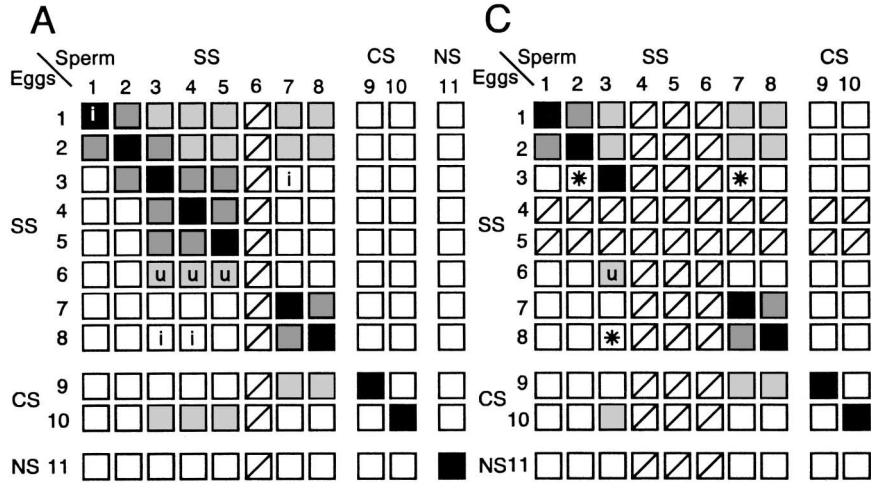 A C
Sperm SS CS NS Sperm SS CS
Eggs 1 2 3 4 5 6 7 8 9 10 11 Eggs 1 2 3 4 5 6 7 8 9 10
1 i 1
2 2
3 i 3 * *
SS 4 SS 4
5 5
6 u u u 6 u
7 7
8 i i 8 *
CS 9 CS 9
10 10
NS 11 NS11